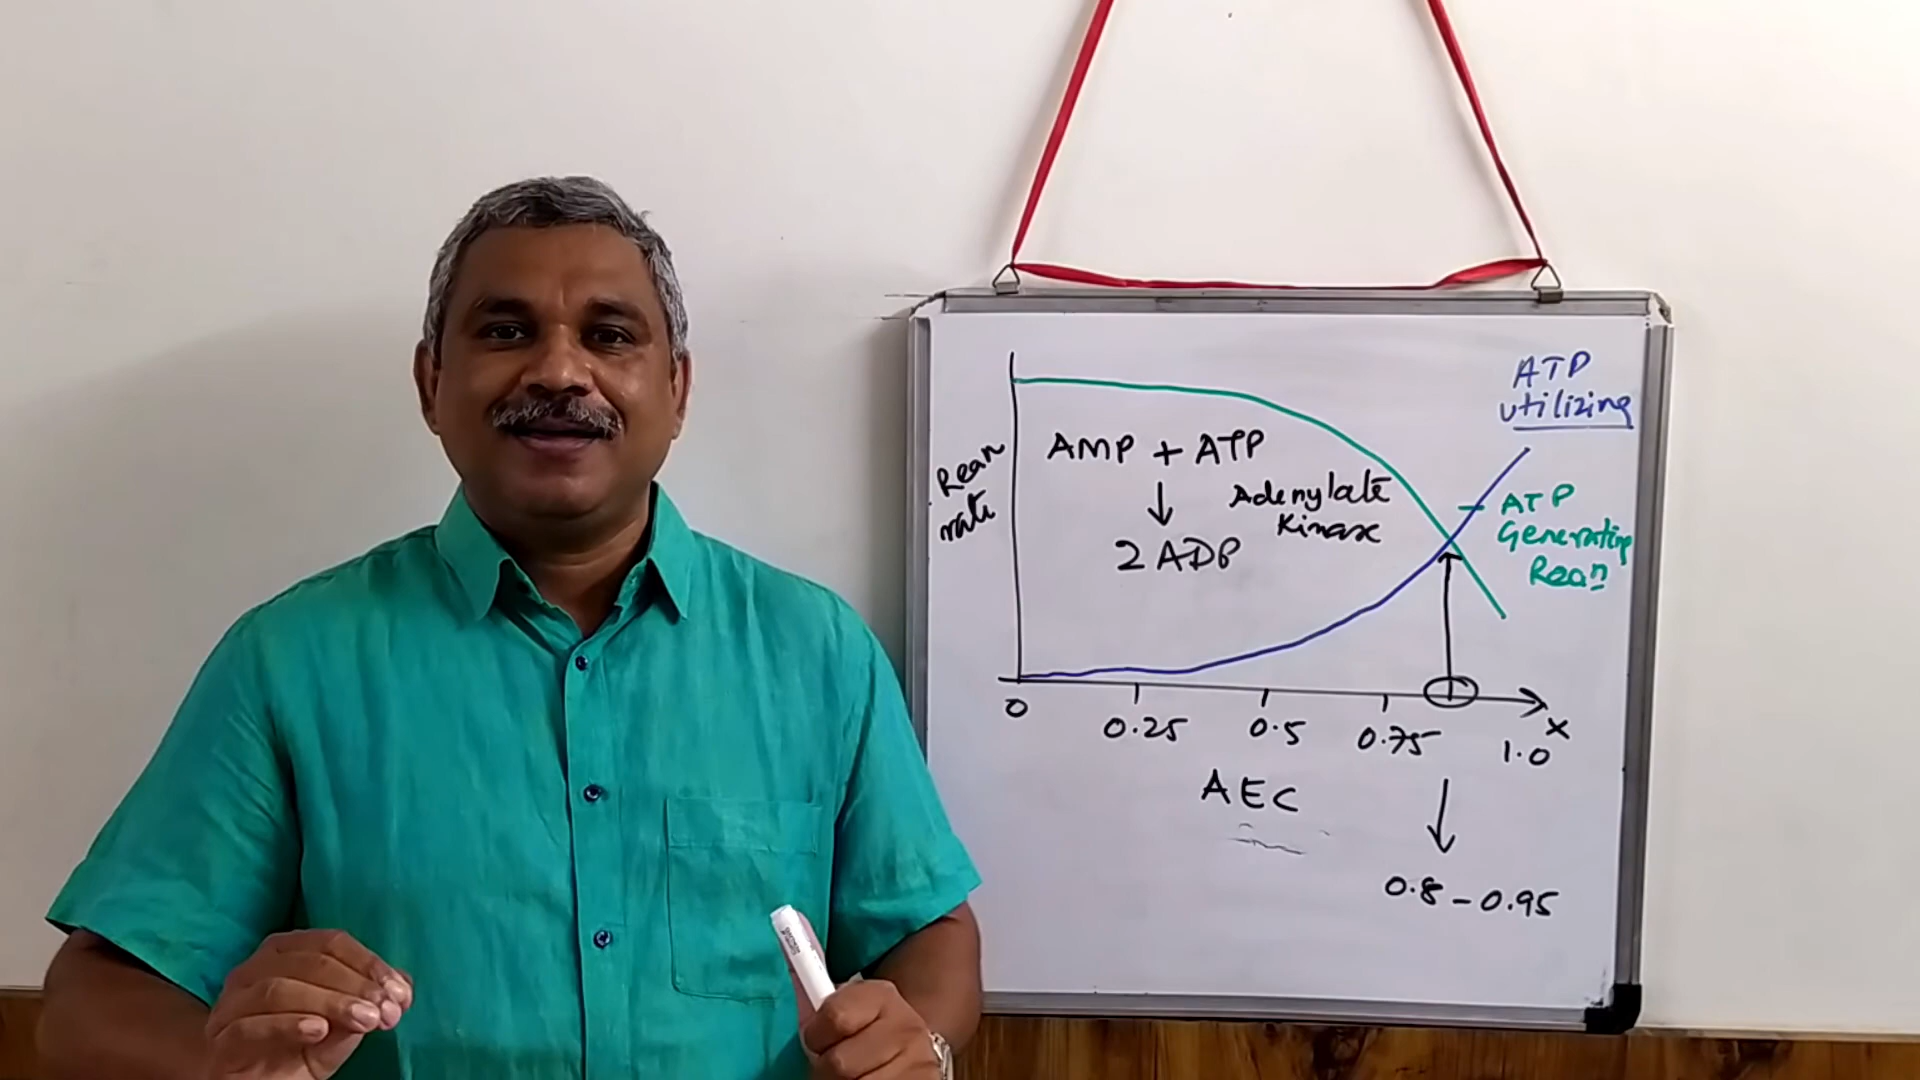 ATP
utilizing
Rean
rate
AMP + ATP
↓
2 ADP
Adenylate
Kinase
ATP
Generating
Rean
0
0.25
0.5
0.75
1.0
x
AEC
↓
0.8 - 0.95